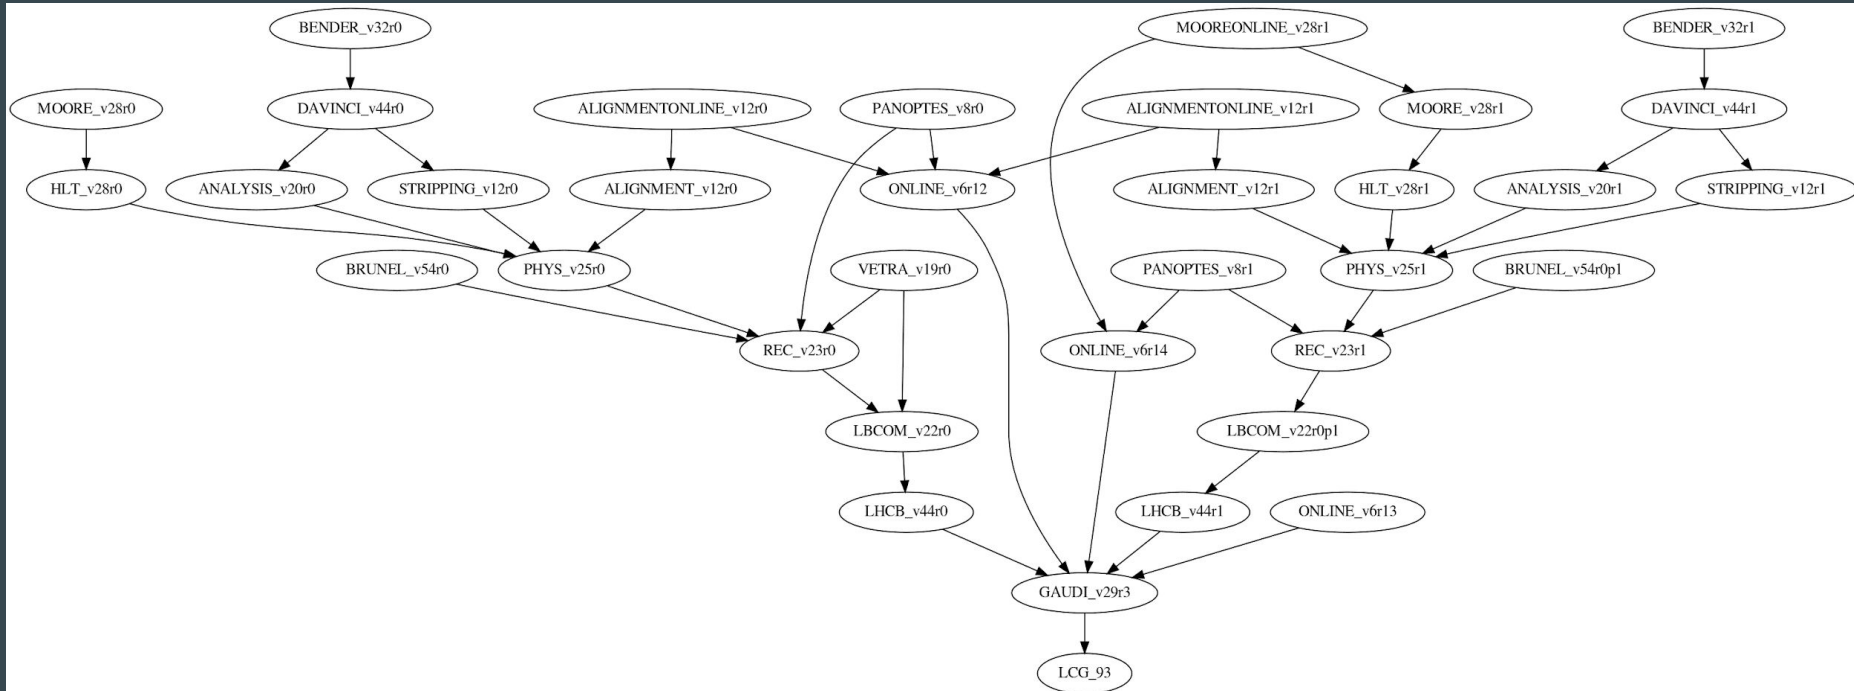 BENDER_v32r0
MOOREONLINE_v28r1
BENDER_v32r1
MOORE_v28r0
DAVINCI_v44r0
ALIGNMENTONLINE_v12r0
PANOPTES_v8r0
ALIGNMENTONLINE_v12r1
MOORE_v28r1
DAVINCI_v44r1
HLT_v28r0
ANALYSIS_v20r0
STRIPPING_v12r0
ALIGNMENT_v12r0
ONLINE_v6r12
ALIGNMENT_v12r1
HLT_v28r1
ANALYSIS_v20r1
STRIPPING_v12r1
BRUNEL_v54r0
PHYS_v25r0
VETRA_v19r0
PANOPTES_v8r1
PHYS_v25r1
BRUNEL_v54r0p1
REC_v23r0
ONLINE_v6r14
REC_v23r1
LBCOM_v22r0
LBCOM_v22r0p1
LHCB_v44r0
LHCB_v44r1
ONLINE_v6r13
GAUDI_v29r3
LCG_93